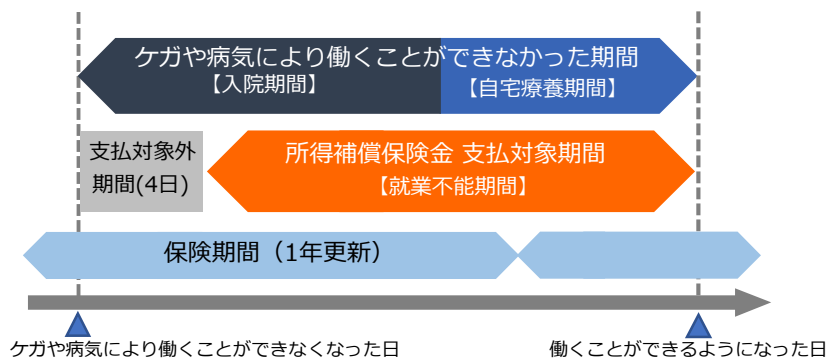 ケガや病気により働くことができなかった期間
【入院期間】 【自宅療養期間】
支払対象外
期間(4日)
所得補償保険金 支払対象期間
【就業不能期間】
保険期間（1年更新）
ケガや病気により働くことができなくなった日
働くことができるようになった日